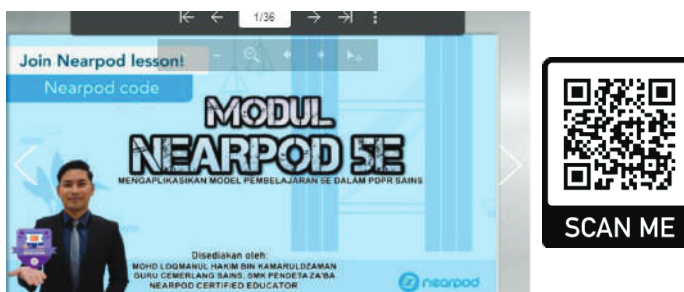 1/36
Join Nearpod lesson!
Nearpod code
MODUL
NEARPOD 5E
MENGAPLIKASIKAN MODEL PEMBELAJARAN 5E DALAM PDPR SAINS
Disediakan oleh:
MOHD LOQMANUL HAKIM BIN KAMARULDZAMAN
GURU CEMERLANG SAINS, SMK PENDETA ZA'BA
NEARPOD CERTIFIED EDUCATOR
nearpod
SCAN ME